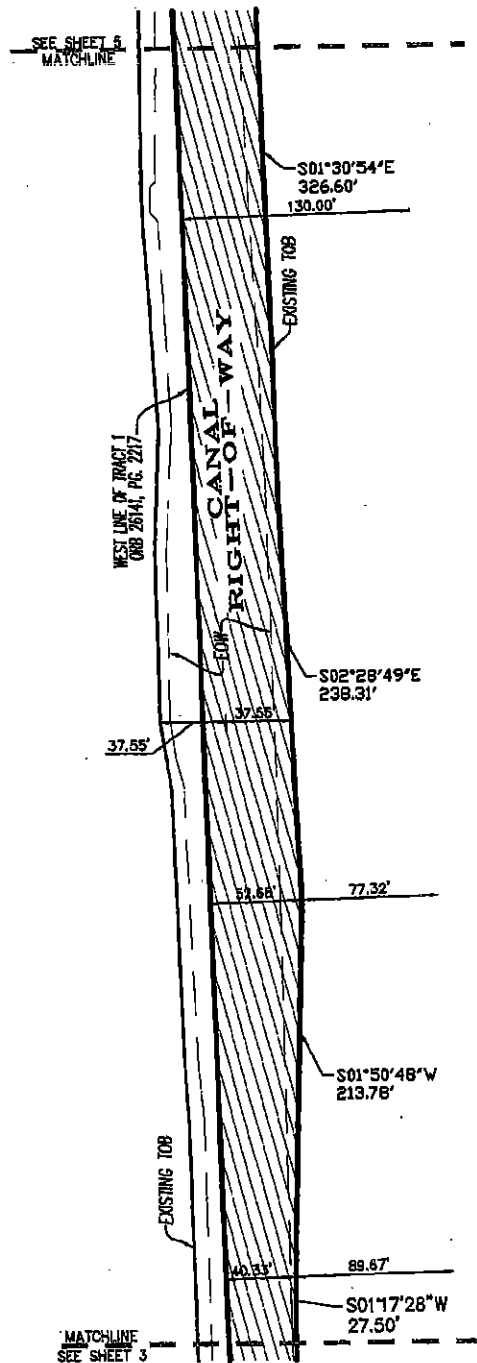 SEE SHEET 5
MATCHLINE
S01°30'54"E
326.60'
130.00'
EXISTING TOB
CANAL
RIGHT-OF-WAY
WEST LINE OF TRACT 1
ORB 26141, PG. 2217
EOW
S02°28'49"E
238.31'
37.55'
37.55'
52.68'
77.32'
S01°50'48"W
213.78'
EXISTING TOB
40.33'
89.67'
S01°17'28"W
27.50'
MATCHLINE
SEE SHEET 3